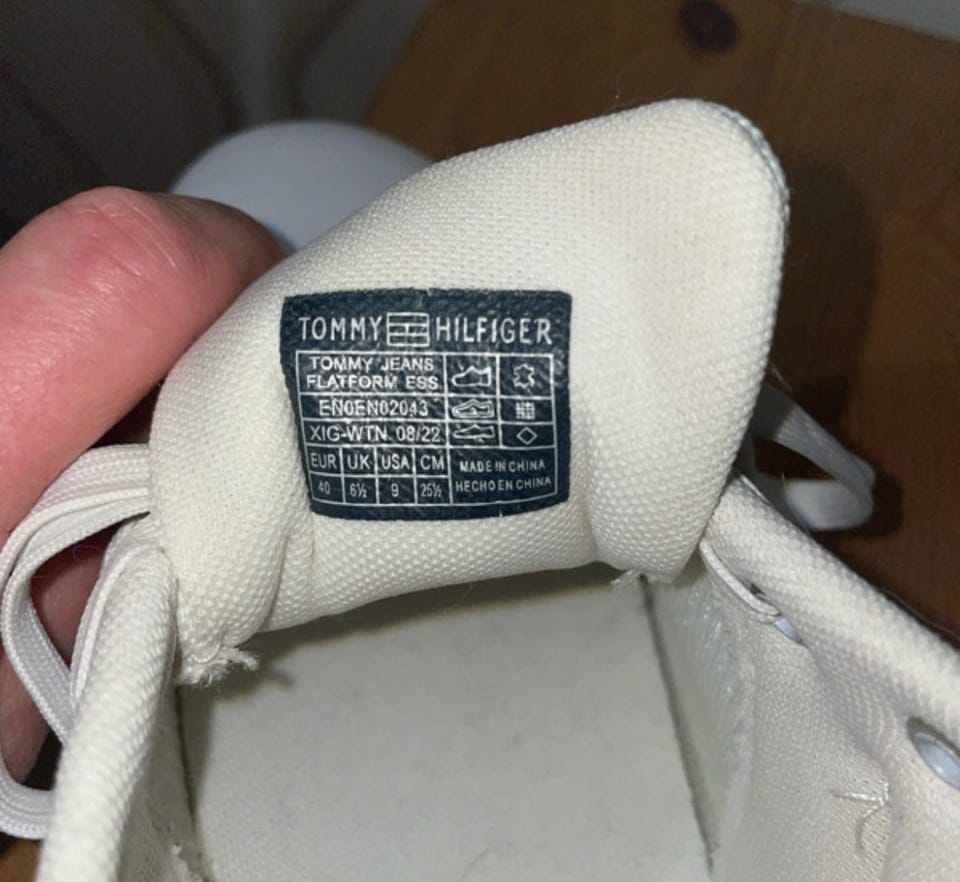 TOMMY HILFIGER
TOMMY JEANS
FLATFORM ESS
EN0EN02043
XIG-WTN 08/22
EUR UK USA CM
40 6½ 9 25½
MADE IN CHINA
HECHO EN CHINA